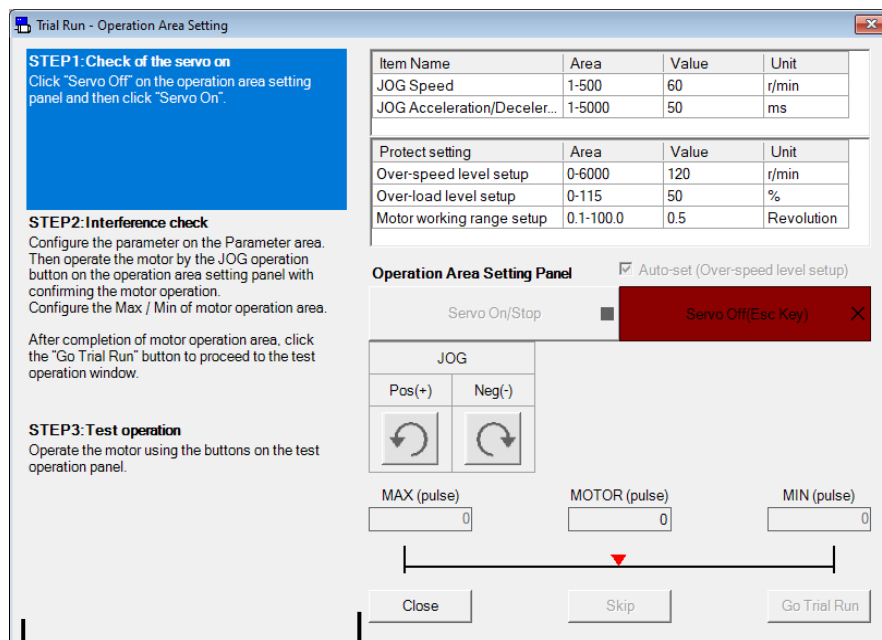 Trial Run - Operation Area Setting
STEP1:Check of the servo on
Click "Servo Off" on the operation area setting
panel and then click "Servo On".
STEP2:Interference check
Configure the parameter on the Parameter area.
Then operate the motor by the JOG operation
button on the operation area setting panel with
confirming the motor operation.
Configure the Max / Min of motor operation area.
After completion of motor operation area, click
the "Go Trial Run" button to proceed to the test
operation window.
STEP3:Test operation
Operate the motor using the buttons on the test
operation panel.
Item Name Area Value Unit
JOG Speed 1-500 60 r/min
JOG Acceleration/Deceler... 1-5000 50 ms
Protect setting Area Value Unit
Over-speed level setup 0-6000 120 r/min
Over-load level setup 0-115 50 %
Motor working range setup 0.1-100.0 0.5 Revolution
Operation Area Setting Panel Auto-set (Over-speed level setup)
Servo On/Stop Servo Off(Esc Key)
JOG
Pos(+) Neg(-)
MAX (pulse) MOTOR (pulse) MIN (pulse)
0 0 0
Close Skip Go Trial Run